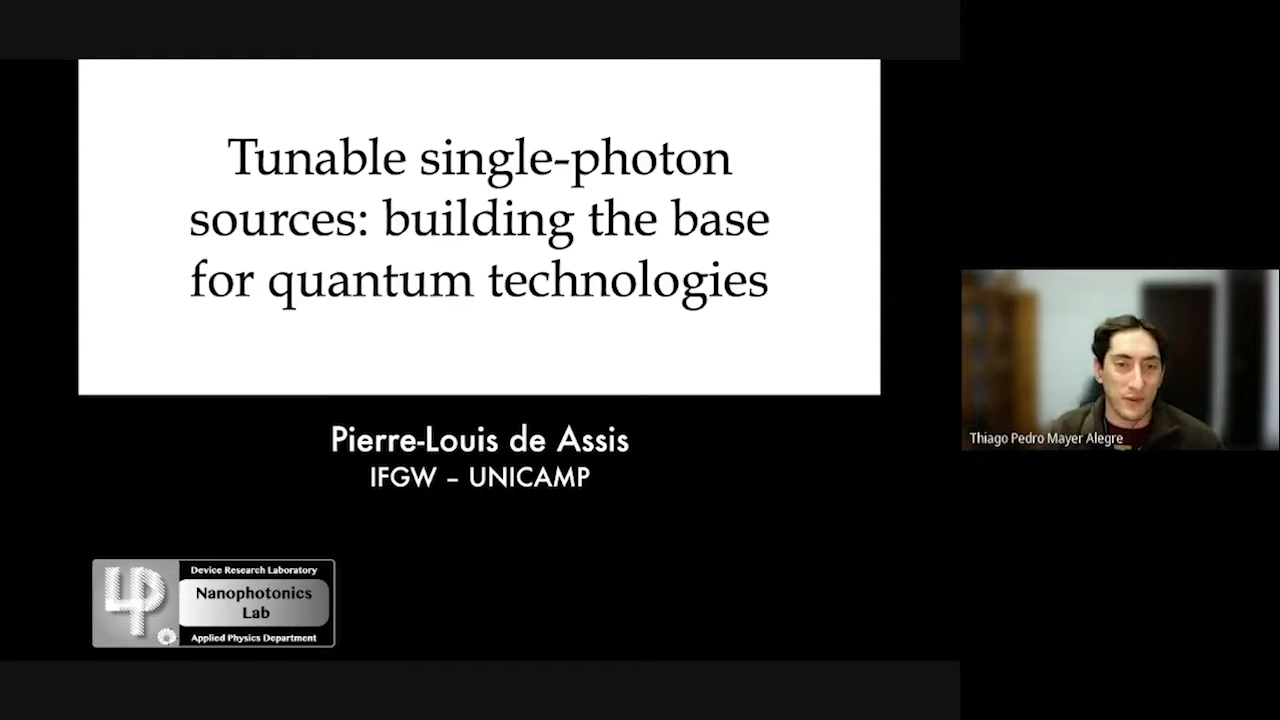 Tunable single-photon
sources: building the base
for quantum technologies
Pierre-Louis de Assis
IFGW – UNICAMP
Device Research Laboratory
Nanophotonics
Lab
Applied Physics Department
Thiago Pedro Mayer Alegre